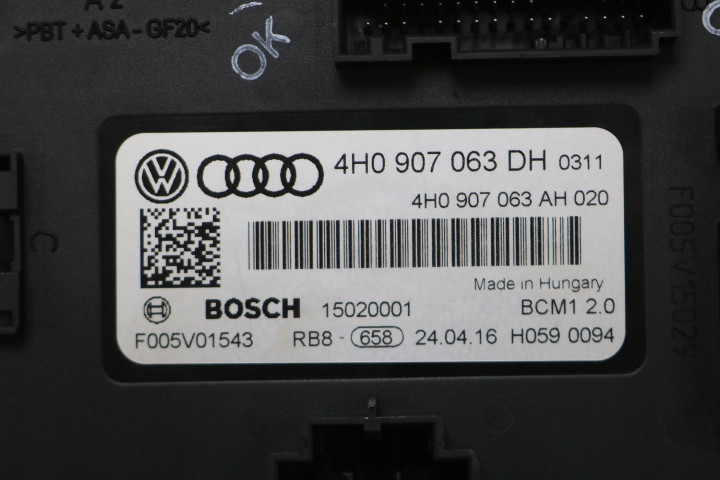 A2
>PBT+ASA-GF20<
OK
4H0 907 063 DH 0311
4H0 907 063 AH 020
Made in Hungary
BOSCH 15020001 BCM1 2.0
F005V01543 RB8 - 658 24.04.16 H059 0094
C
F005V15029